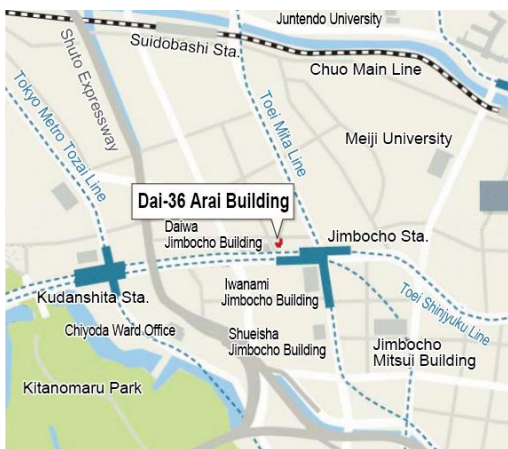 Juntendo University
Suidobashi Sta.
Chuo Main Line
Shuto Expressway
Tokyo Metro Tozai Line
Toei Mita Line
Meiji University
Dai-36 Arai Building
Daiwa
Jimbocho Building
Jimbocho Sta.
Kudanshita Sta.
Iwanami
Jimbocho Building
Toei Shinjyuku Line
Chiyoda Ward Office
Shueisha
Jimbocho Building
Jimbocho
Mitsui Building
Kitanomaru Park